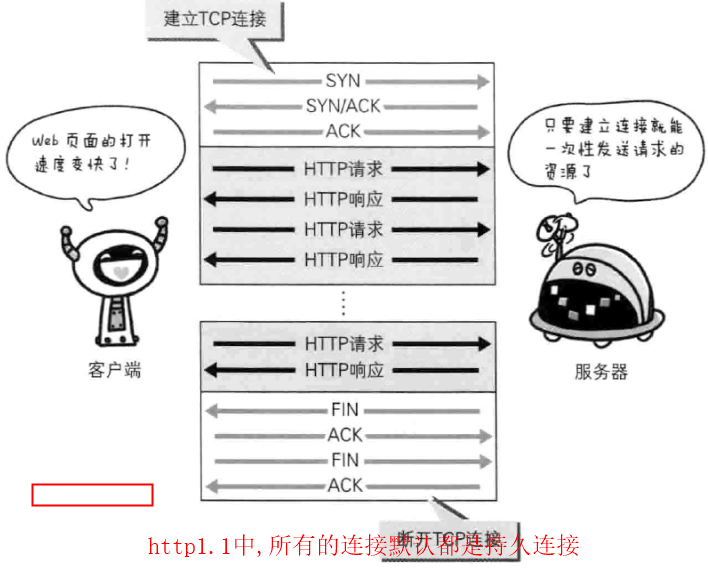 建立TCP连接
SYN
SYN/ACK
ACK
Web 页面的打开
速度变快了!
只要建立连接就能
一次性发送请求的
资源了
HTTP请求
HTTP响应
HTTP请求
HTTP响应
HTTP请求
HTTP响应
客户端
服务器
FIN
ACK
FIN
ACK
断开TCP连接
http1.1中,所有的连接默认都是持久连接